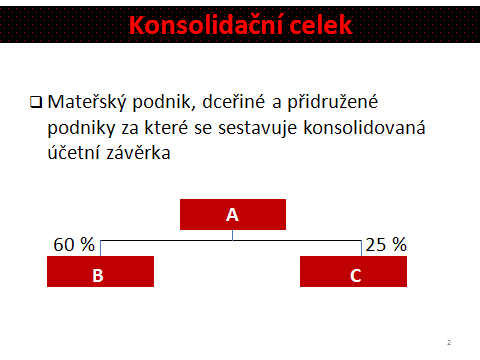 Konsolidační celek
Mateřský podnik, dceřiné a přidružené
podniky za které se sestavuje konsolidovaná
účetní závěrka
A
60 %
25 %
B
C
2